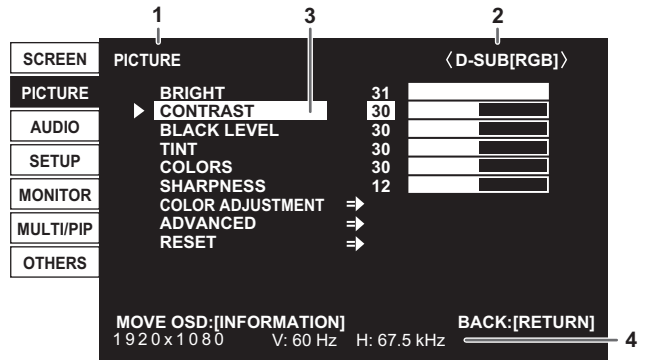 1 3 2
SCREEN
PICTURE
AUDIO
SETUP
MONITOR
MULTI/PIP
OTHERS
PICTURE 〈D-SUB[RGB]〉
BRIGHT 31
CONTRAST 30
BLACK LEVEL 30
TINT 30
COLORS 30
SHARPNESS 12
COLOR ADJUSTMENT
ADVANCED
RESET
MOVE OSD:[INFORMATION] BACK:[RETURN]
1920x1080 V: 60 Hz H: 67.5 kHz 4